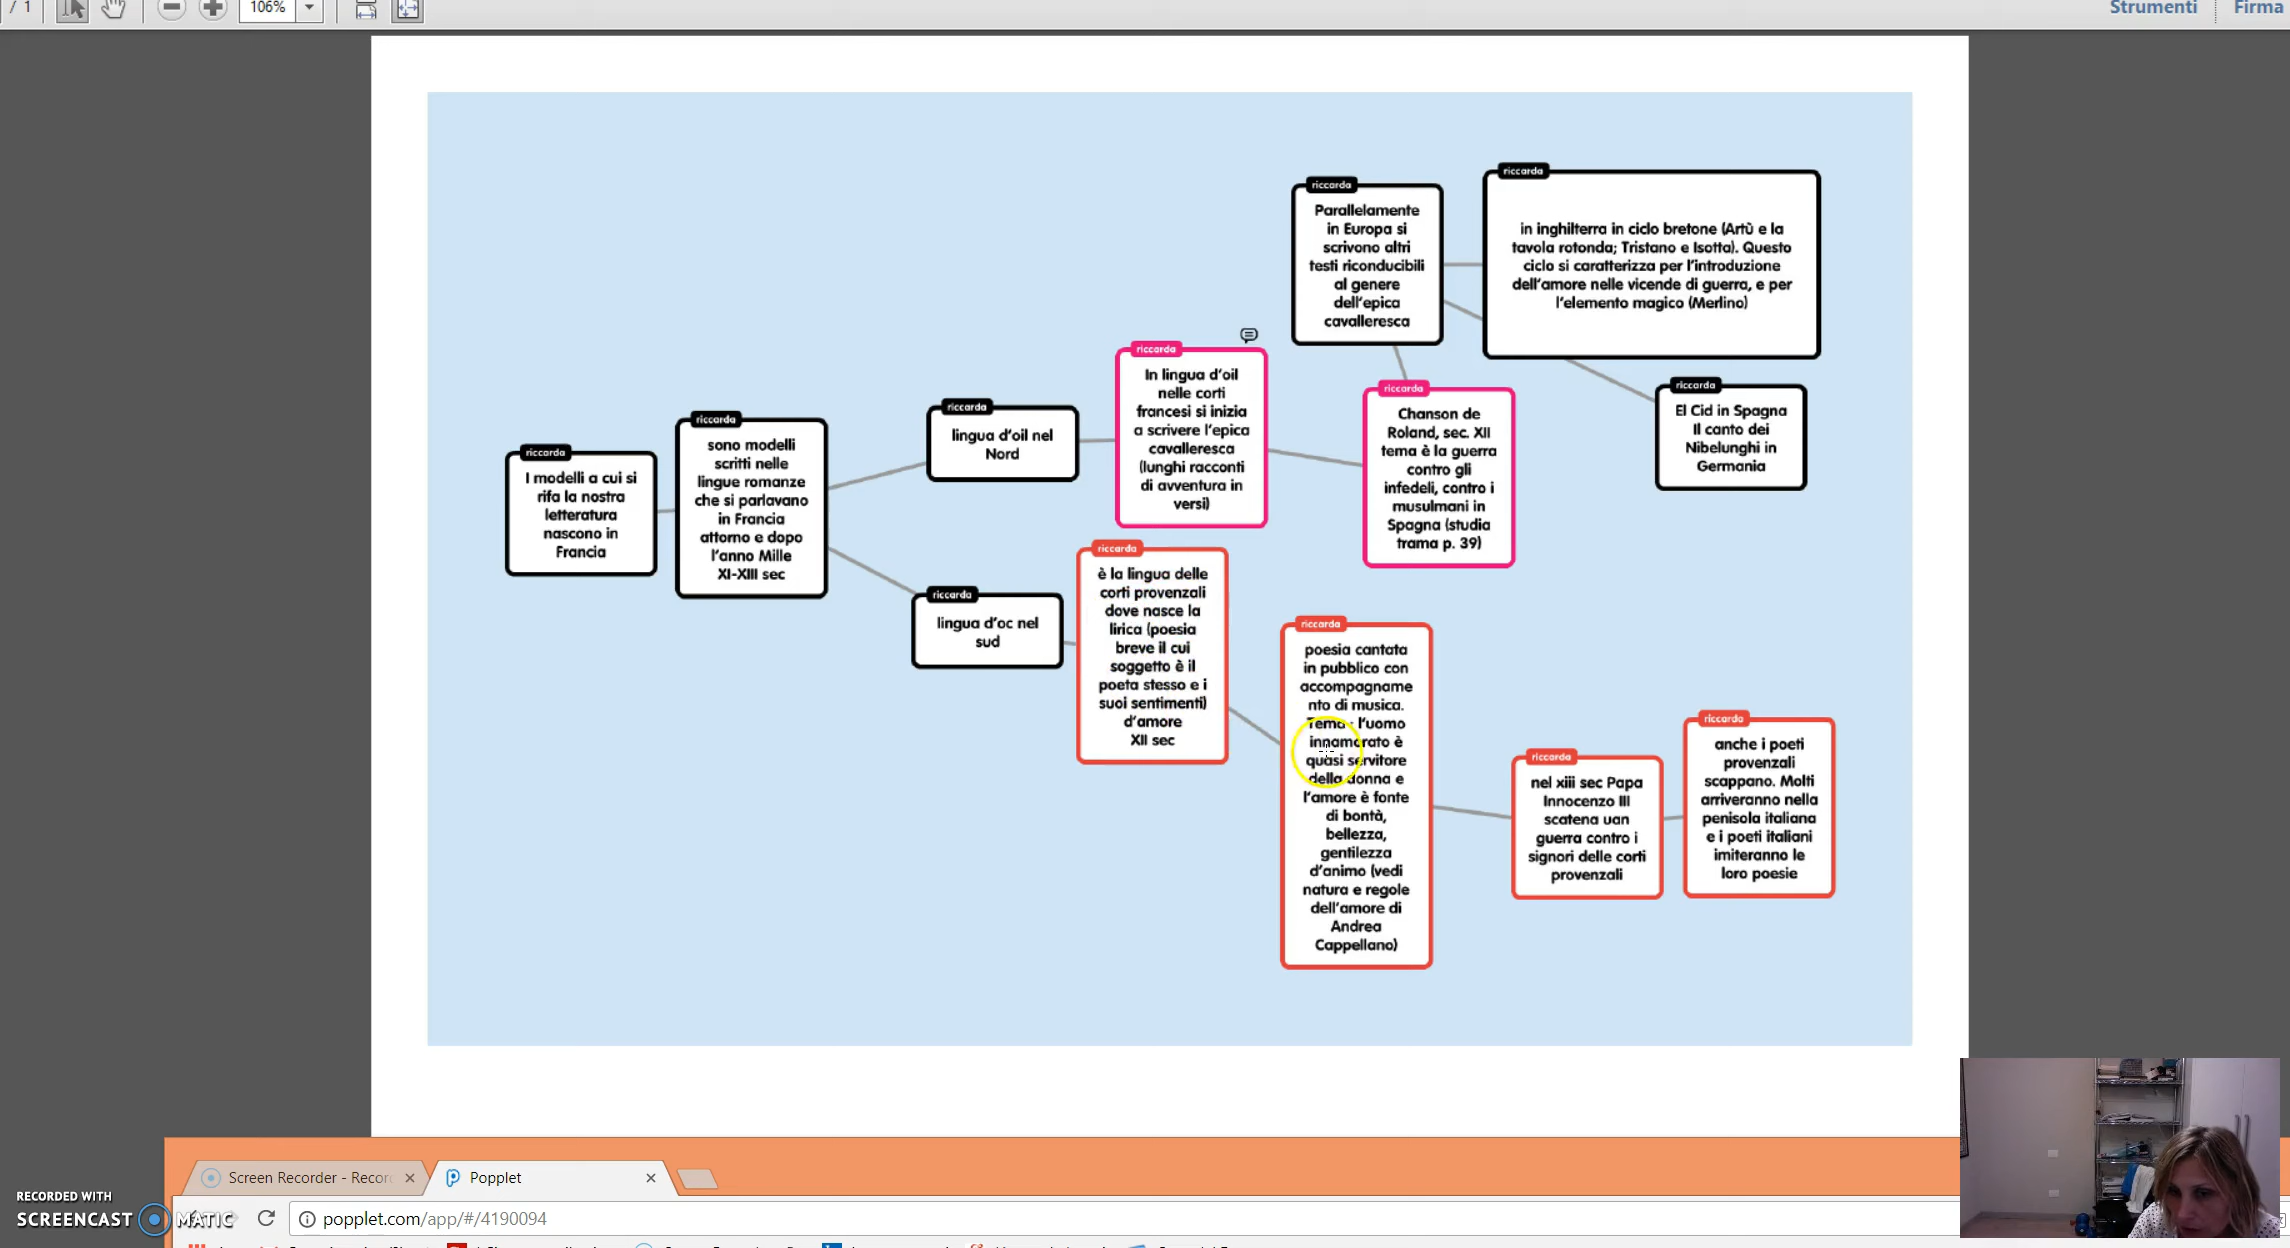 / 1
106%
Strumenti
Firma
riccarda
I modelli a cui si
rifa la nostra
letteratura
nascono in
Francia
riccarda
sono modelli
scritti nelle
lingue romanze
che si parlavano
in Francia
attorno e dopo
l'anno Mille
XI-XIII sec
riccarda
lingua d'oil nel
Nord
riccarda
In lingua d'oil
nelle corti
francesi si inizia
a scrivere l'epica
cavalleresca
(lunghi racconti
di avventura in
versi)
riccarda
Parallelamente
in Europa si
scrivono altri
testi riconducibili
al genere
dell'epica
cavalleresca
riccarda
in inghilterra in ciclo bretone (Artù e la
tavola rotonda; Tristano e Isotta). Questo
ciclo si caratterizza per l'introduzione
dell'amore nelle vicende di guerra, e per
l'elemento magico (Merlino)
riccarda
Chanson de
Roland, sec. XII
tema è la guerra
contro gli
infedeli, contro i
musulmani in
Spagna (studia
trama p. 39)
riccarda
El Cid in Spagna
Il canto dei
Nibelunghi in
Germania
riccarda
lingua d'oc nel
sud
riccarda
è la lingua delle
corti provenzali
dove nasce la
lirica (poesia
breve il cui
soggetto è il
poeta stesso e i
suoi sentimenti)
d'amore
XII sec
riccarda
poesia cantata
in pubblico con
accompagname
nto di musica.
Tema: l'uomo
innamorato è
quasi servitore
della donna e
l'amore è fonte
di bontà,
bellezza,
gentilezza
d'animo (vedi
natura e regole
dell'amore di
Andrea
Cappellano)
riccarda
nel xiii sec Papa
Innocenzo III
scatena uan
guerra contro i
signori delle corti
provenzali
riccarda
anche i poeti
provenzali
scappano. Molti
arriveranno nella
penisola italiana
e i poeti italiani
imiteranno le
loro poesie
Screen Recorder - Recor
Popplet
popplet.com/app/#/4190094
RECORDED WITH
SCREENCAST MATIC